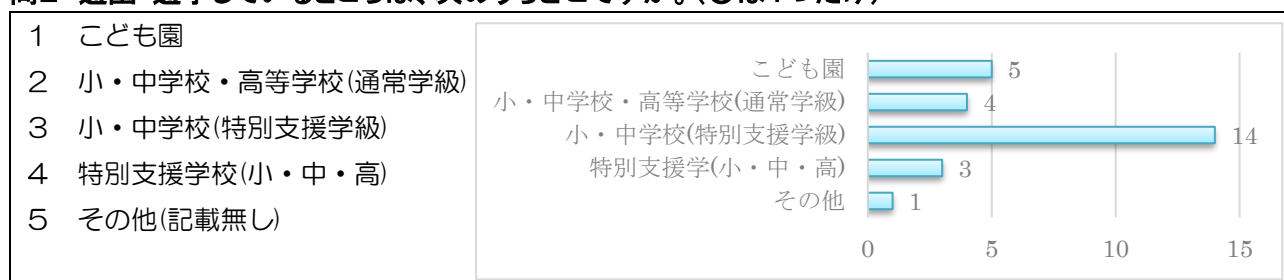 1 こども園
2 小・中学校・高等学校(通常学級)
3 小・中学校(特別支援学級)
4 特別支援学校(小・中・高)
5 その他(記載無し)
こども園 5
小・中学校・高等学校(通常学級) 4
小・中学校(特別支援学級) 14
特別支援学(小・中・高) 3
その他 1
0 5 10 15